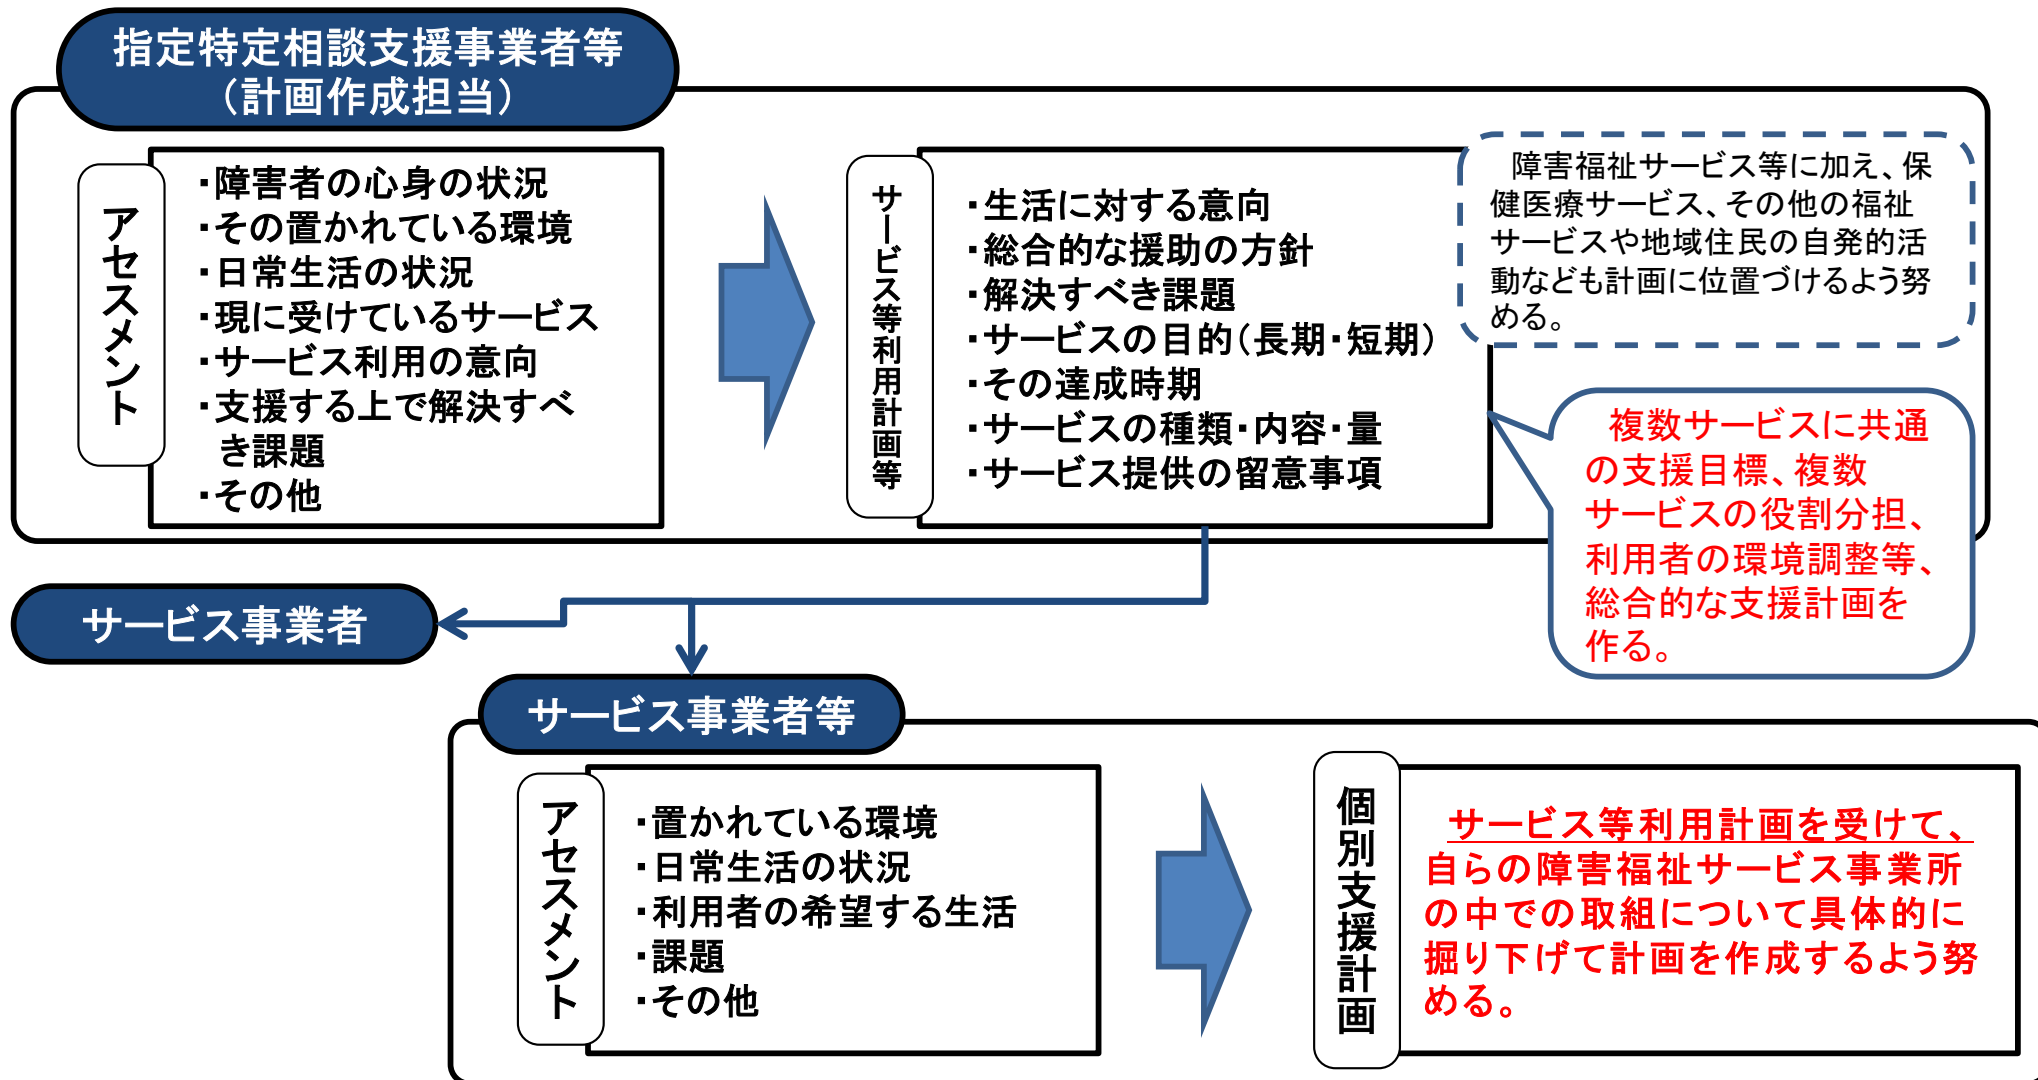 指定特定相談支援事業者等
（計画作成担当）
アセスメント
・障害者の心身の状況
・その置かれている環境
・日常生活の状況
・現に受けているサービス
・サービス利用の意向
・支援する上で解決すべ
き課題
・その他
サービス等利用計画等
・生活に対する意向
・総合的な援助の方針
・解決すべき課題
・サービスの目的（長期・短期）
・その達成時期
・サービスの種類・内容・量
・サービス提供の留意事項
障害福祉サービス等に加え、保
健医療サービス、その他の福祉
サービスや地域住民の自発的活
動なども計画に位置づけるよう努
める。
複数サービスに共通
の支援目標、複数
サービスの役割分担、
利用者の環境調整等、
総合的な支援計画を
作る。
サービス事業者
サービス事業者等
アセスメント
・置かれている環境
・日常生活の状況
・利用者の希望する生活
・課題
・その他
個別支援計画
サービス等利用計画を受けて、
自らの障害福祉サービス事業所
の中での取組について具体的に
掘り下げて計画を作成するよう努
める。